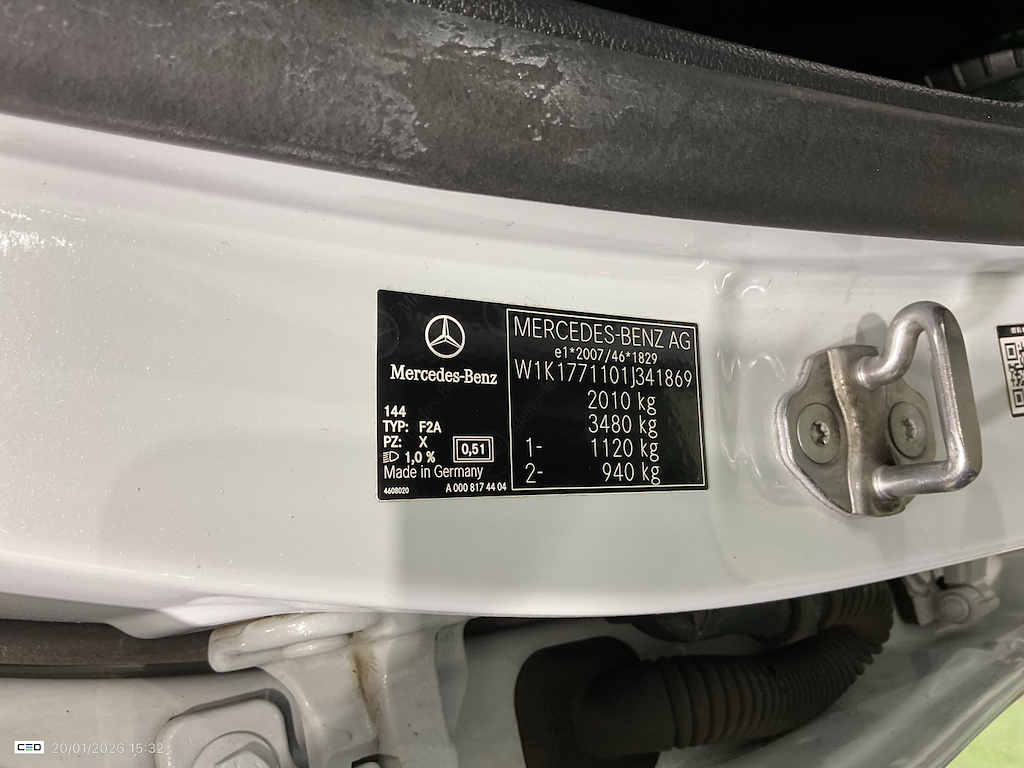 Mercedes-Benz
144
TYP: F2A
PZ: X
1,0 %
0,51
Made in Germany
4608020
A 000 817 44 04
MERCEDES-BENZ AG
e1*2007/46*1829
W1K1771101J341869
2010 kg
3480 kg
1- 1120 kg
2- 940 kg
CEO 20/01/2026 15:32